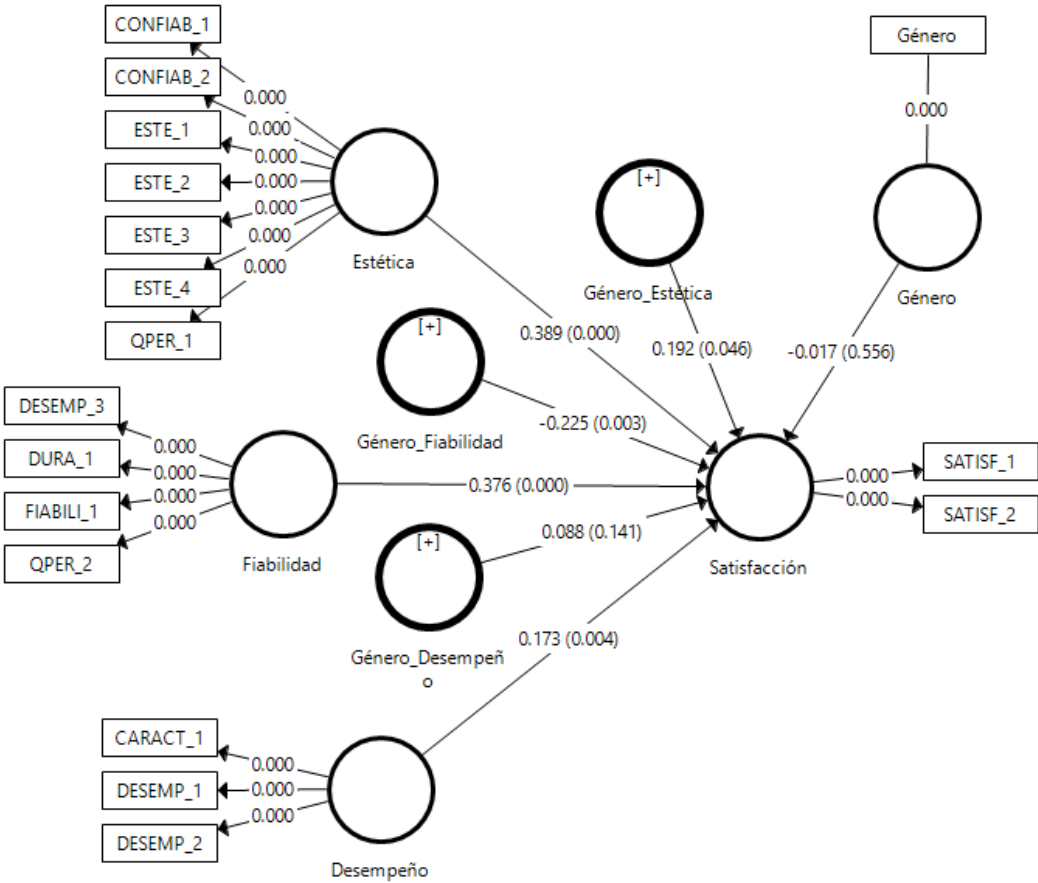 CONFIAB_1
CONFIAB_2
ESTE_1
ESTE_2
ESTE_3
ESTE_4
QPER_1
0.000
0.000
0.000
0.000
0.000
0.000
0.000
Estética
Género
0.000
Género
[+]
Género_Estética
0.389 (0.000)
0.192 (0.046)
-0.017 (0.556)
[+]
Género_Fiabilidad
-0.225 (0.003)
DESEMP_3
DURA_1
FIABILI_1
QPER_2
0.000
0.000
0.000
0.000
Fiabilidad
0.376 (0.000)
[+]
Género_Desempeñ
o
0.088 (0.141)
Satisfacción
0.000
0.000
SATISF_1
SATISF_2
0.173 (0.004)
CARACT_1
DESEMP_1
DESEMP_2
0.000
0.000
0.000
Desempeño